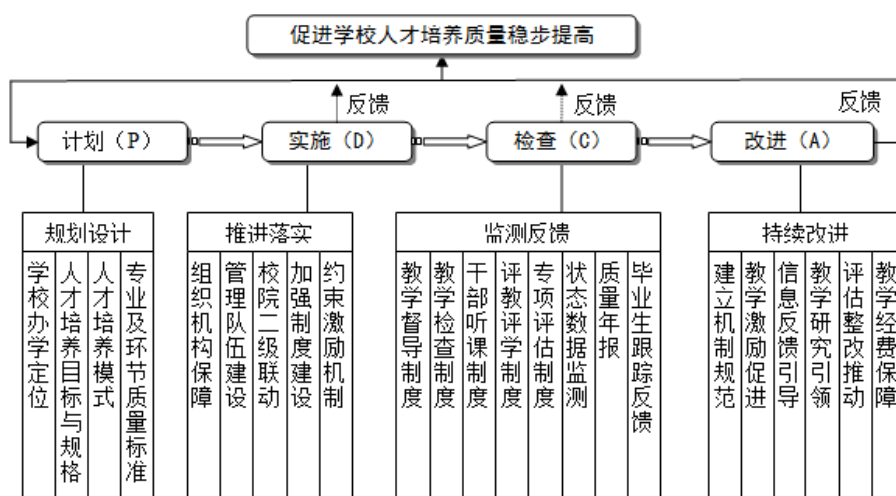 促进学校人才培养质量稳步提高
反馈
反馈
反馈
计划（P）
实施（D）
检查（C）
改进（A）
规划设计
学校办学定位
人才培养目标与规格
人才培养模式
专业及环节质量标准
推进落实
组织机构保障
管理队伍建设
校院二级联动
加强制度建设
约束激励机制
监测反馈
教学督导制度
教学检查制度
干部听课制度
评教评学制度
专项评估制度
状态数据监测
质量年报
毕业生跟踪反馈
持续改进
建立机制规范
教学激励促进
信息反馈引导
教学研究引领
评估整改推动
教学经费保障